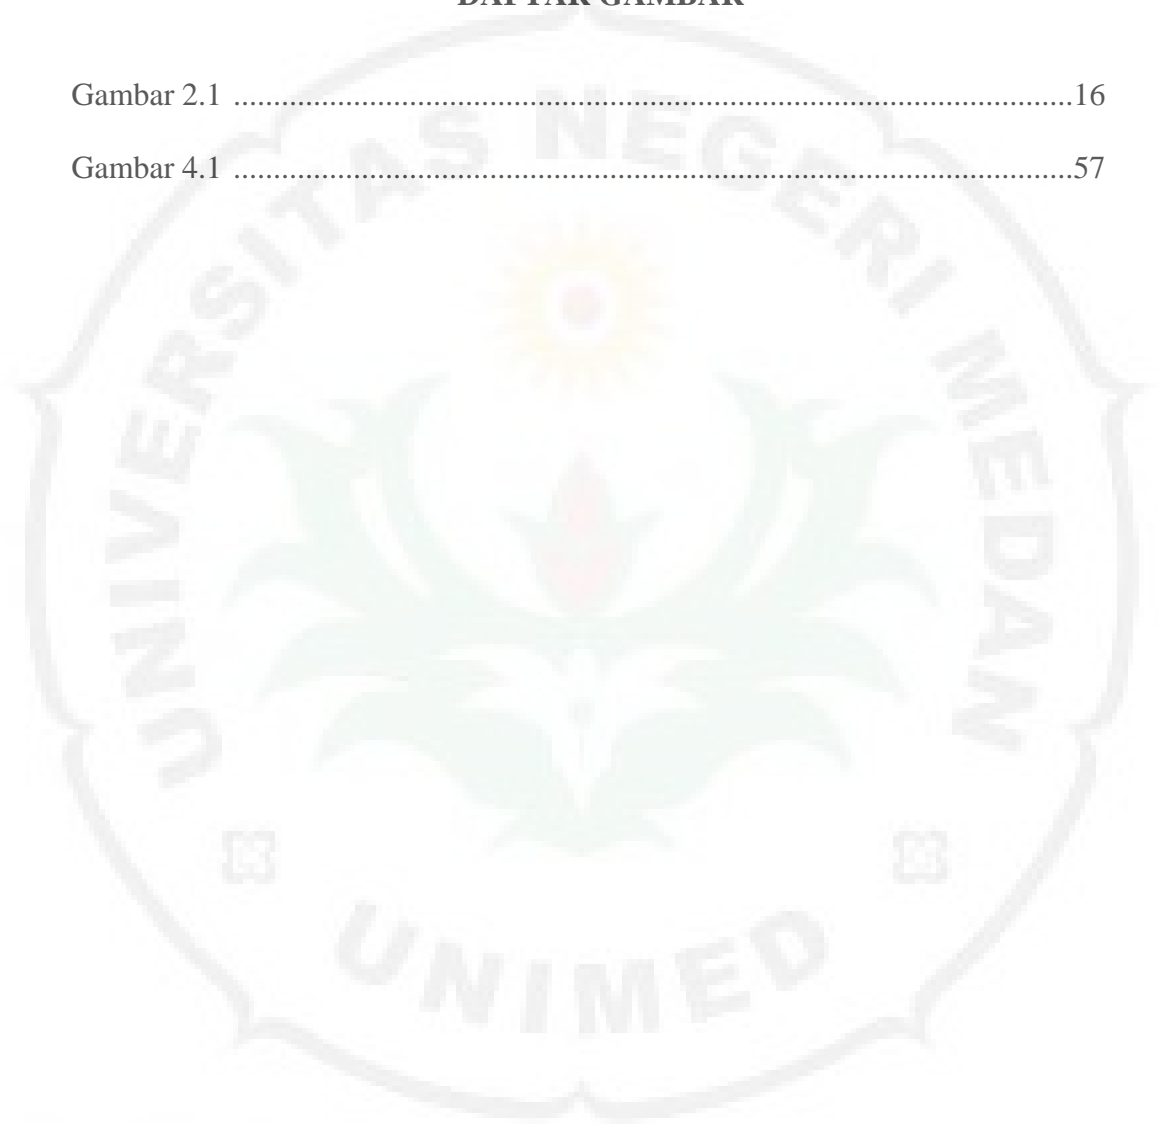 DAFTAR GAMBAR
Gambar 2.1 ..........................................................................................................16
Gambar 4.1 ..........................................................................................................57
UNIVERSITAS NEGERI MEDAN
UNIMED